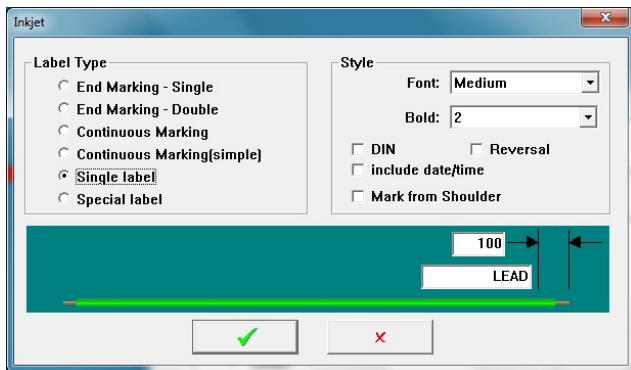 Inkjet
Label Type
End Marking - Single
End Marking - Double
Continuous Marking
Continuous Marking(simple)
Single label
Special label
Style
Font: Medium
Bold: 2
DIN Reversal
include date/time
Mark from Shoulder
100
LEAD